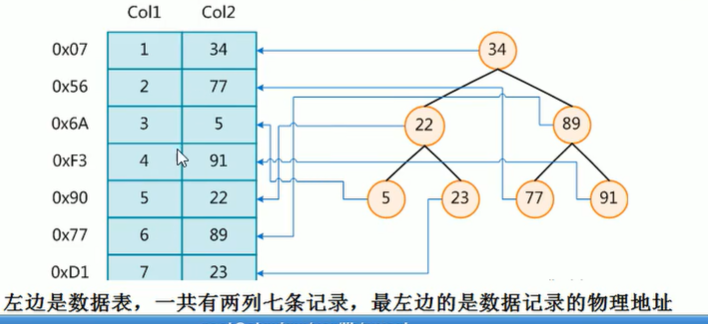 Col1 Col2
0x07 1 34 34
0x56 2 77
0x6A 3 5 22 89
0xF3 4 91
0x90 5 22 5 23 77 91
0x77 6 89
0xD1 7 23
左边是数据表，一共有两列七条记录，最左边的是数据记录的物理地址